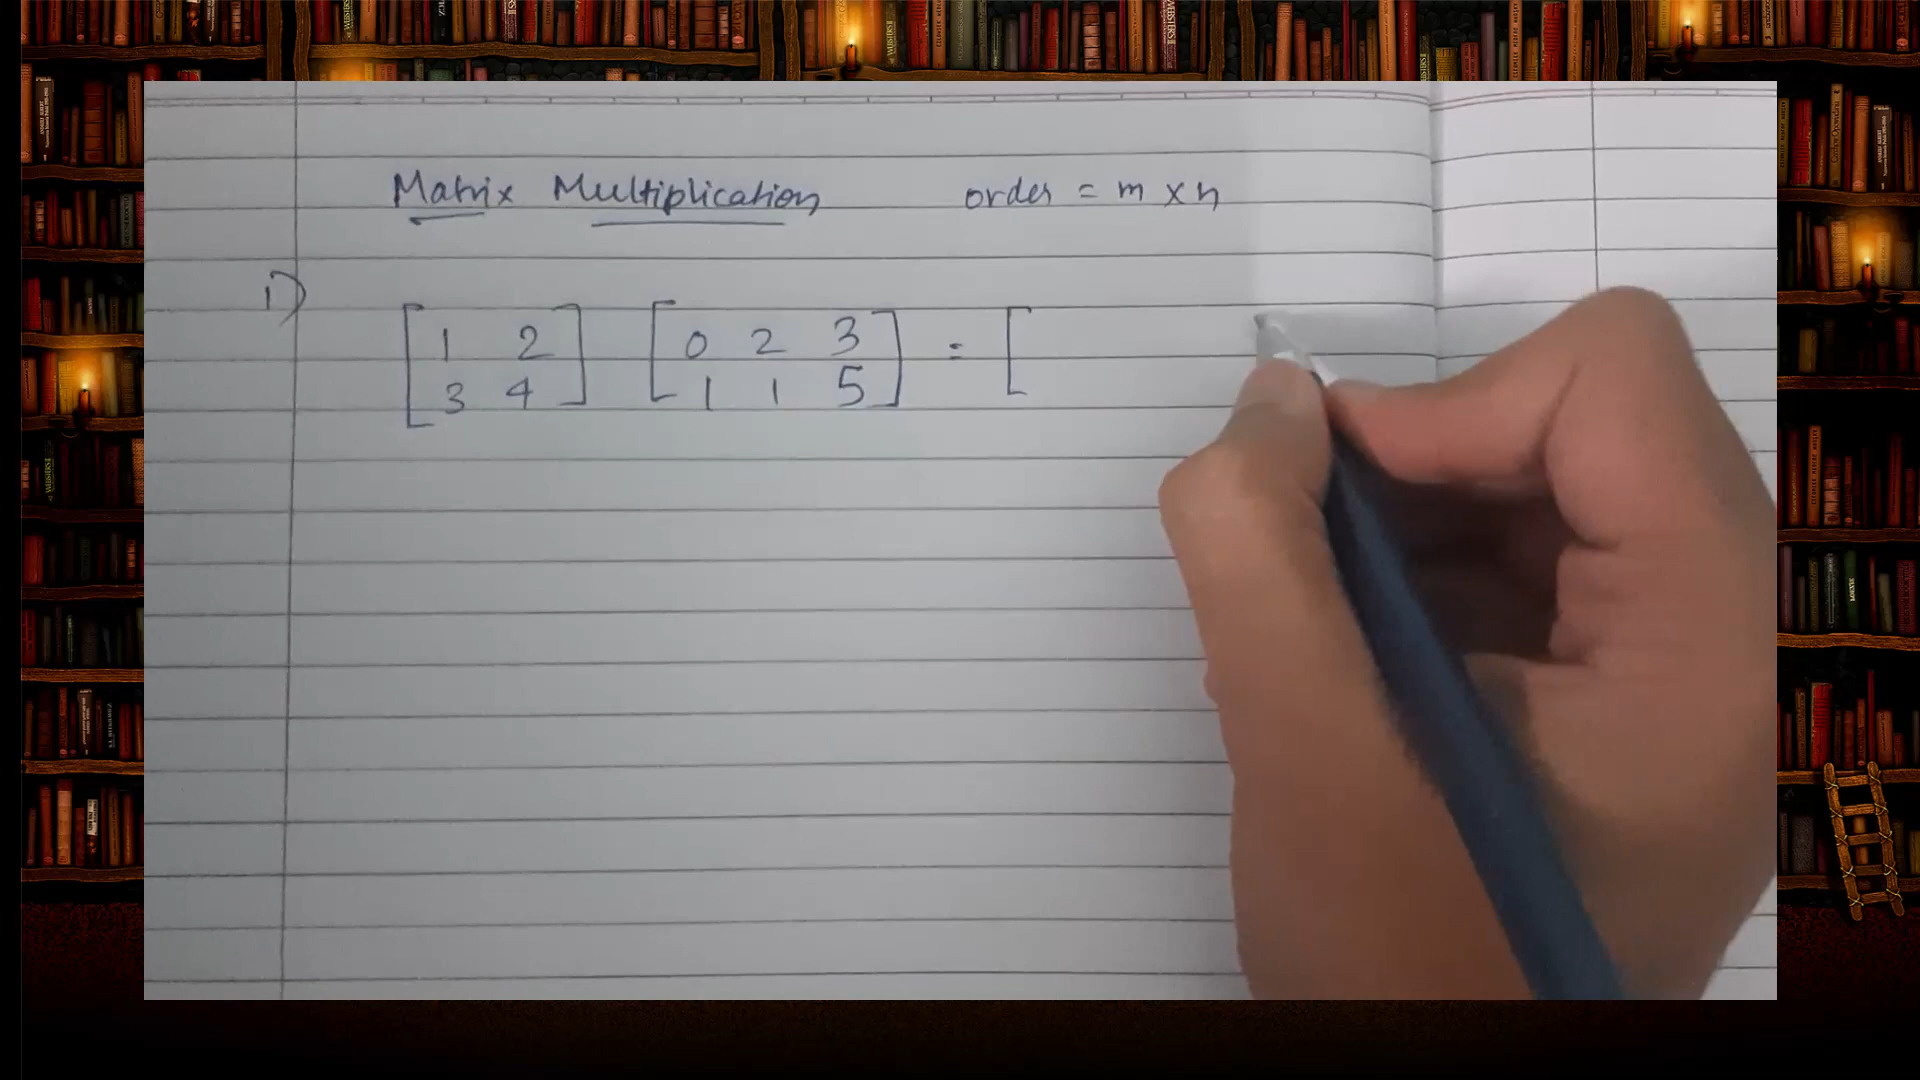 Matrix Multiplication order = m x n
1)
[1 2] [0 2 3] = [
[3 4] [1 1 5]